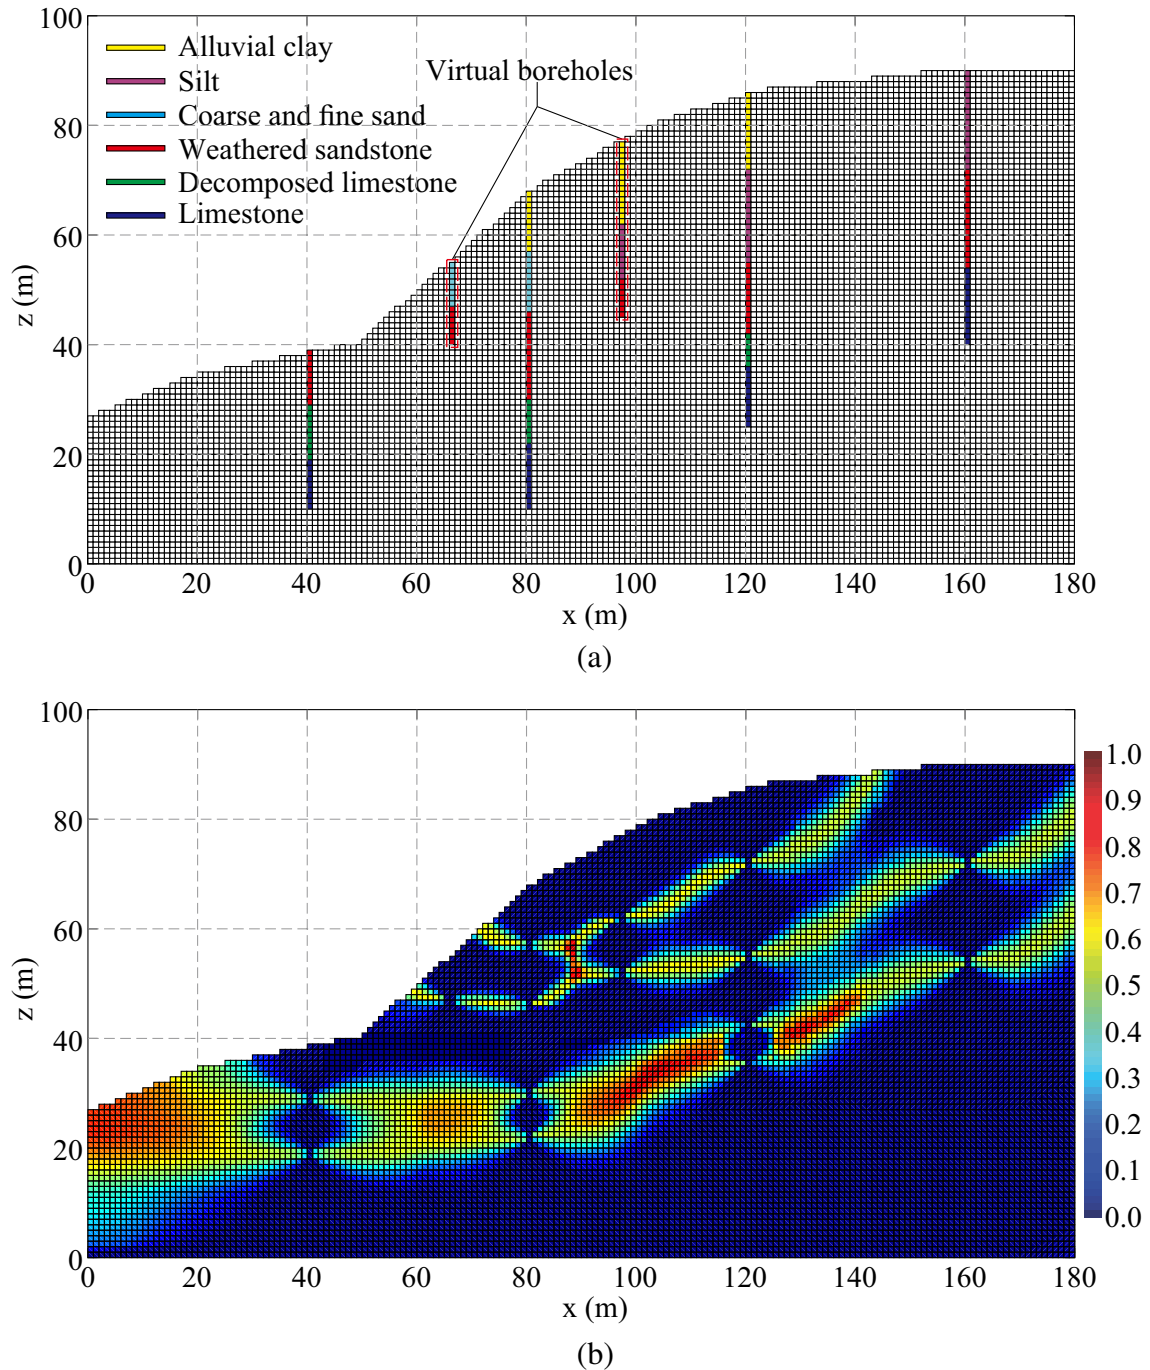 100
80
60
40
20
0
z (m)
Alluvial clay
Silt
Coarse and fine sand
Weathered sandstone
Decomposed limestone
Limestone
Virtual boreholes
0 20 40 60 80 100 120 140 160 180
x (m)
(a)
100
80
60
40
20
0
z (m)
1.0
0.9
0.8
0.7
0.6
0.5
0.4
0.3
0.2
0.1
0.0
0 20 40 60 80 100 120 140 160 180
x (m)
(b)